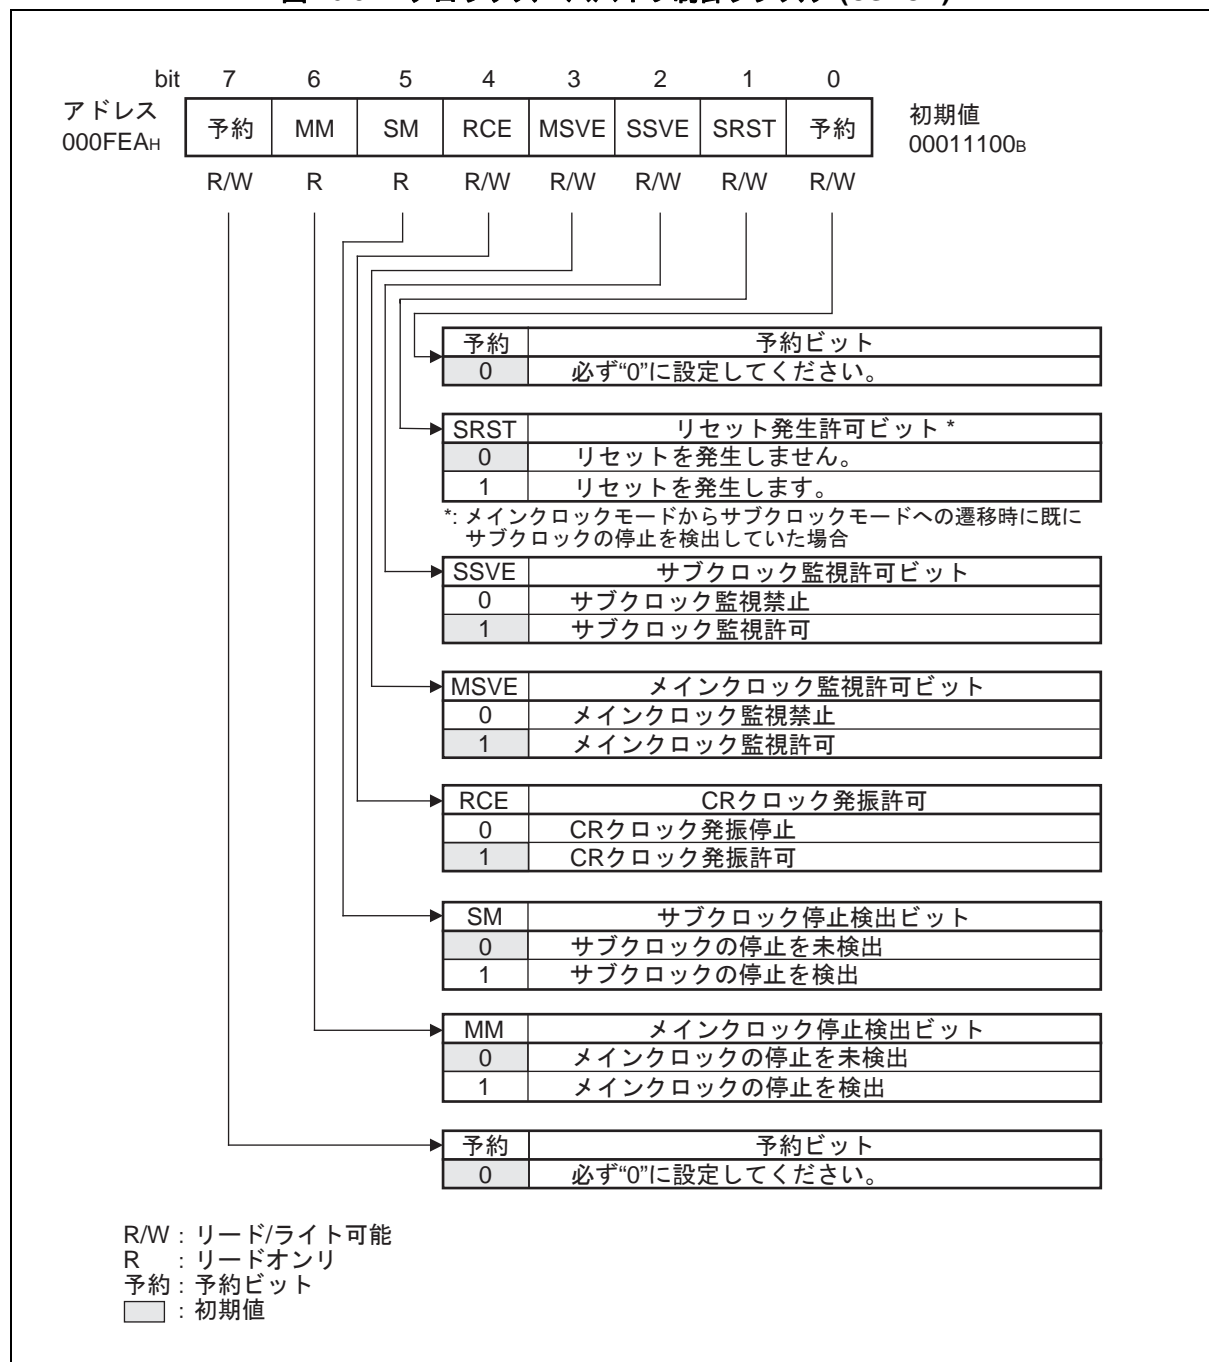 bit 7 6 5 4 3 2 1 0
アドレス
000FEAH
予約 MM SM RCE MSVE SSVE SRST 予約
初期値
00011100B
R/W R R R/W R/W R/W R/W R/W
予約 予約ビット
0 必ず“0”に設定してください。
SRST リセット発生許可ビット *
0 リセットを発生しません。
1 リセットを発生します。
*: メインクロックモードからサブクロックモードへの遷移時に既に
サブクロックの停止を検出していた場合
SSVE サブクロック監視許可ビット
0 サブクロック監視禁止
1 サブクロック監視許可
MSVE メインクロック監視許可ビット
0 メインクロック監視禁止
1 メインクロック監視許可
RCE CRクロック発振許可
0 CRクロック発振停止
1 CRクロック発振許可
SM サブクロック停止検出ビット
0 サブクロックの停止を未検出
1 サブクロックの停止を検出
MM メインクロック停止検出ビット
0 メインクロックの停止を未検出
1 メインクロックの停止を検出
予約 予約ビット
0 必ず“0”に設定してください。
R/W : リード/ライト可能
R : リードオンリ
予約 : 予約ビット
: 初期値